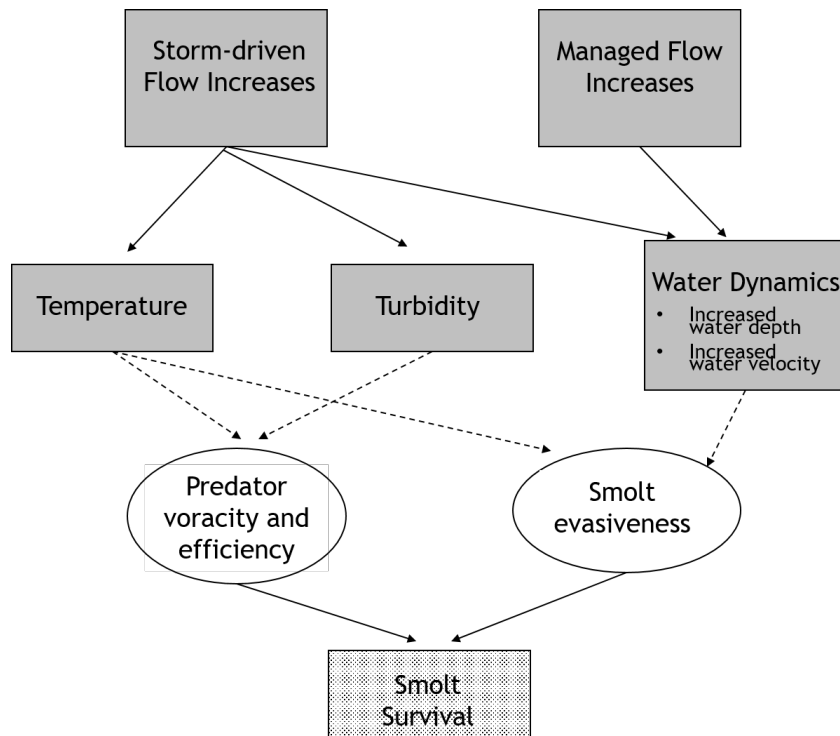 Storm-driven
Flow Increases
Managed Flow
Increases
Temperature
Turbidity
Water Dynamics
• Increased
water depth
• Increased
water velocity
Predator
voracity and
efficiency
Smolt
evasiveness
Smolt
Survival